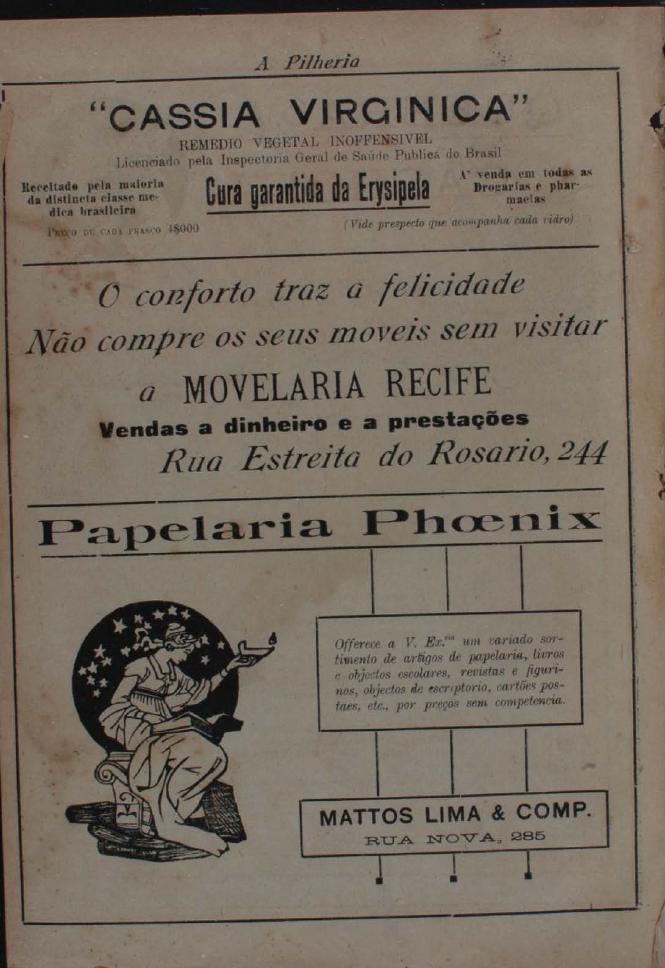 A Pilheria
"CASSIA VIRGINICA"
REMEDIO VEGETAL INOFFENSIVEL
Licenciado pela Inspectoria Geral de Saúde Publica do Brasil
Receitado pela maioria
da distincta classe me-
dica brasileira
PREÇO DE CADA FRASCO 4$000
Cura garantida da Erysipela
A' venda em todas as
Drogarias e phar-
macias
(Vide prespecto que acompanha cada vidro)
O conforto traz a felicidade
Não compre os seus moveis sem visitar
a MOVELARIA RECIFE
Vendas a dinheiro e a prestações
Rua Estreita do Rosario, 244
Papelaria Phœnix
Offerece a V. Ex.cia um variado sor-
timento de artigos de papelaria, livros
e objectos escolares, revistas e figuri-
nos, objectos de escriptorio, cartões pos-
taes, etc., por preços sem competencia.
MATTOS LIMA & COMP.
RUA NOVA, 285